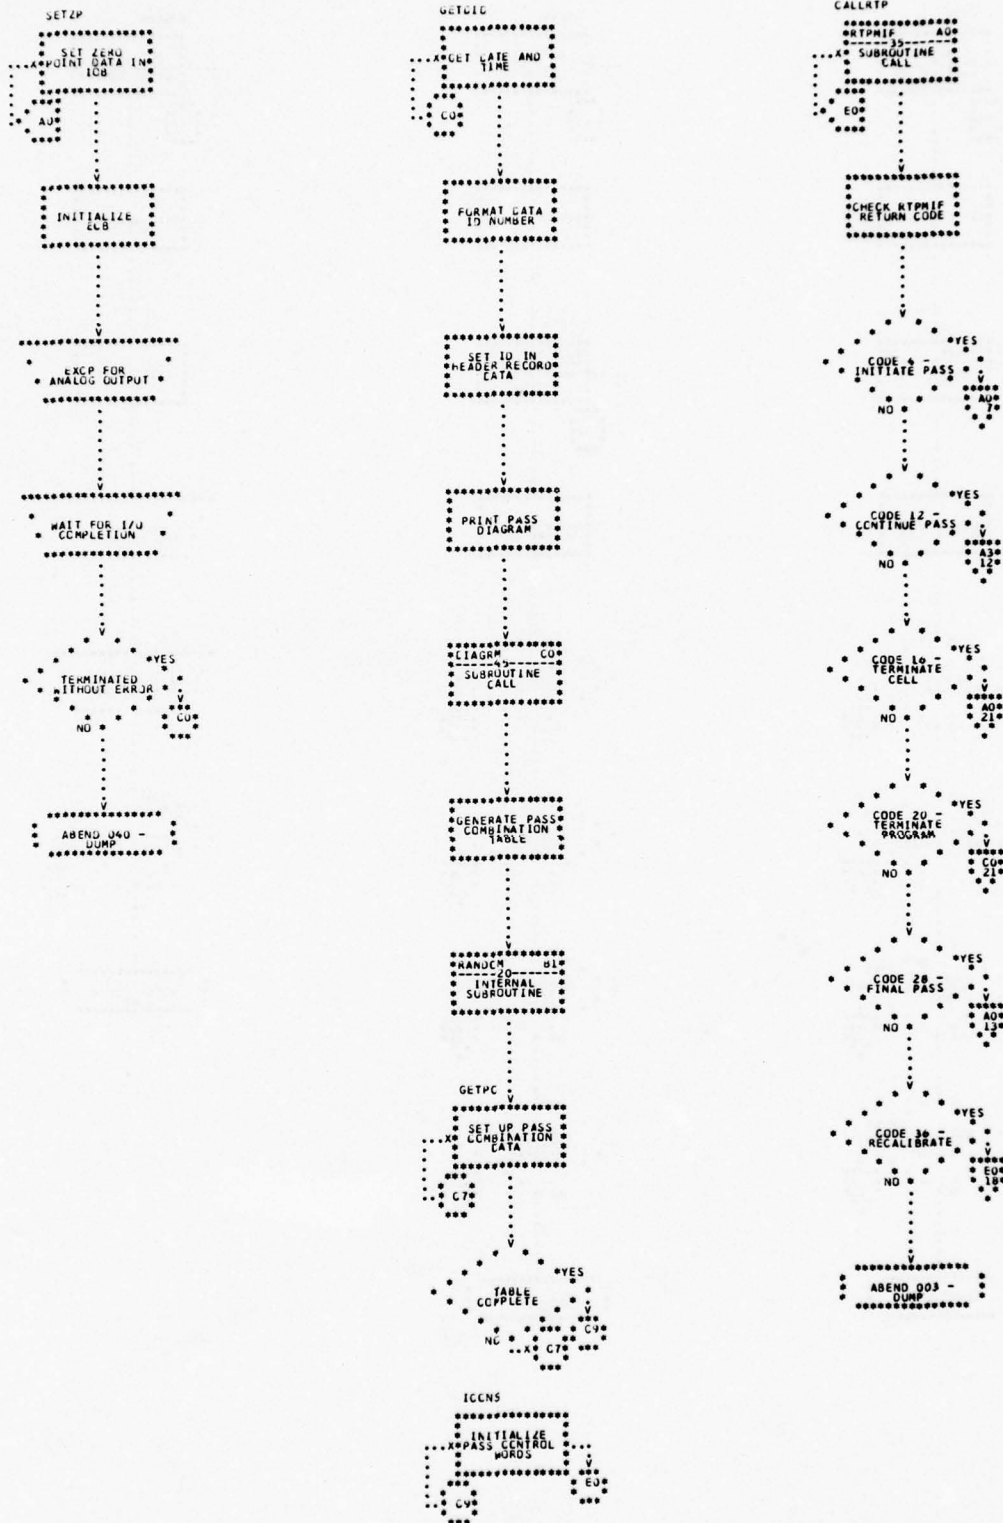 SETZP
SET ZERO
POINT DATA IN
IOB
A0
INITIALIZE
ECB
EXCP FOR
ANALOG OUTPUT
WAIT FOR I/O
COMPLETION
YES
TERMINATED
WITHOUT ERROR
C0
NO
ABEND 040 -
DUMP
GETDID
GET DATE AND
TIME
C0
FORMAT DATA
ID NUMBER
SET ID IN
HEADER RECORD
DATA
PRINT PASS
DIAGRAM
DIAGRM C0
45
SUBROUTINE
CALL
GENERATE PASS
COMBINATION
TABLE
RANDOM B1
20
INTERNAL
SUBROUTINE
GETPC
SET UP PASS
COMBINATION
DATA
C7
YES
TABLE
COMPLETE
C9
NO
C7
ICCNS
INITIALIZE
PASS CONTROL
WORDS
E0
C9
CALLRTP
RTPMIF A0
35
SUBROUTINE
CALL
E0
CHECK RTPMIF
RETURN CODE
YES
CODE 4 -
INITIATE PASS
A0
7
NO
YES
CODE 12 -
CONTINUE PASS
A3
12
NO
YES
CODE 16 -
TERMINATE
CELL
A0
21
NO
YES
CODE 20 -
TERMINATE
PROGRAM
C0
21
NO
YES
CODE 28 -
FINAL PASS
A0
13
NO
YES
CODE 36 -
RECALIBRATE
E0
18
NO
ABEND 003 -
DUMP